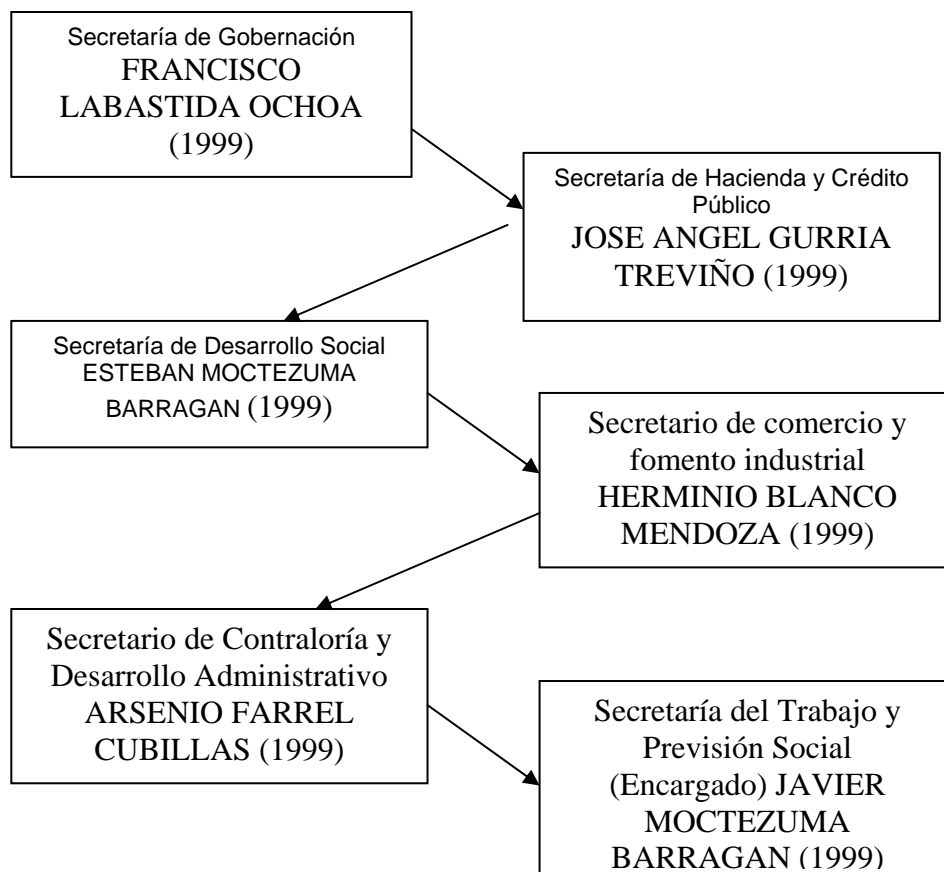 Secretaría de Gobernación
FRANCISCO
LABASTIDA OCHOA
(1999)
Secretaría de Hacienda y Crédito
Público
JOSE ANGEL GURRIA
TREVIÑO (1999)
Secretaría de Desarrollo Social
ESTEBAN MOCTEZUMA
BARRAGAN (1999)
Secretario de comercio y
fomento industrial
HERMINIO BLANCO
MENDOZA (1999)
Secretario de Contraloría y
Desarrollo Administrativo
ARSENIO FARREL
CUBILLAS (1999)
Secretaría del Trabajo y
Previsión Social
(Encargado) JAVIER
MOCTEZUMA
BARRAGAN (1999)